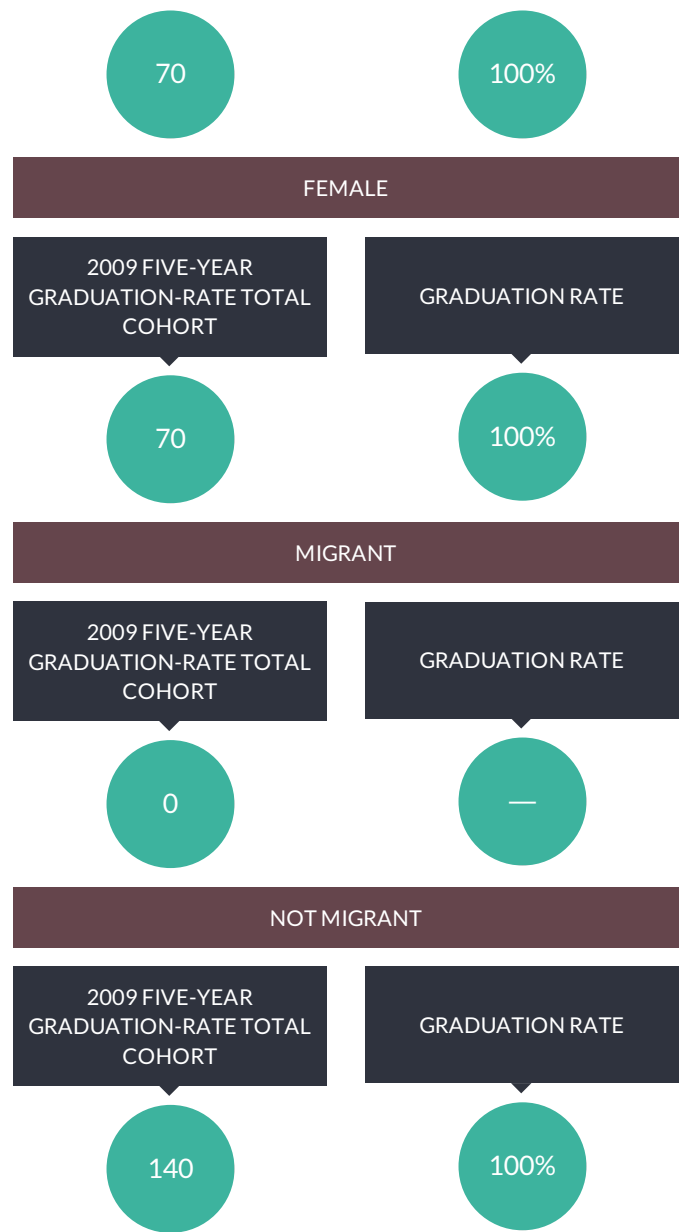 70
100%
FEMALE
2009 FIVE-YEAR
GRADUATION-RATE TOTAL
COHORT
GRADUATION RATE
70
100%
MIGRANT
2009 FIVE-YEAR
GRADUATION-RATE TOTAL
COHORT
GRADUATION RATE
0
—
NOT MIGRANT
2009 FIVE-YEAR
GRADUATION-RATE TOTAL
COHORT
GRADUATION RATE
140
100%